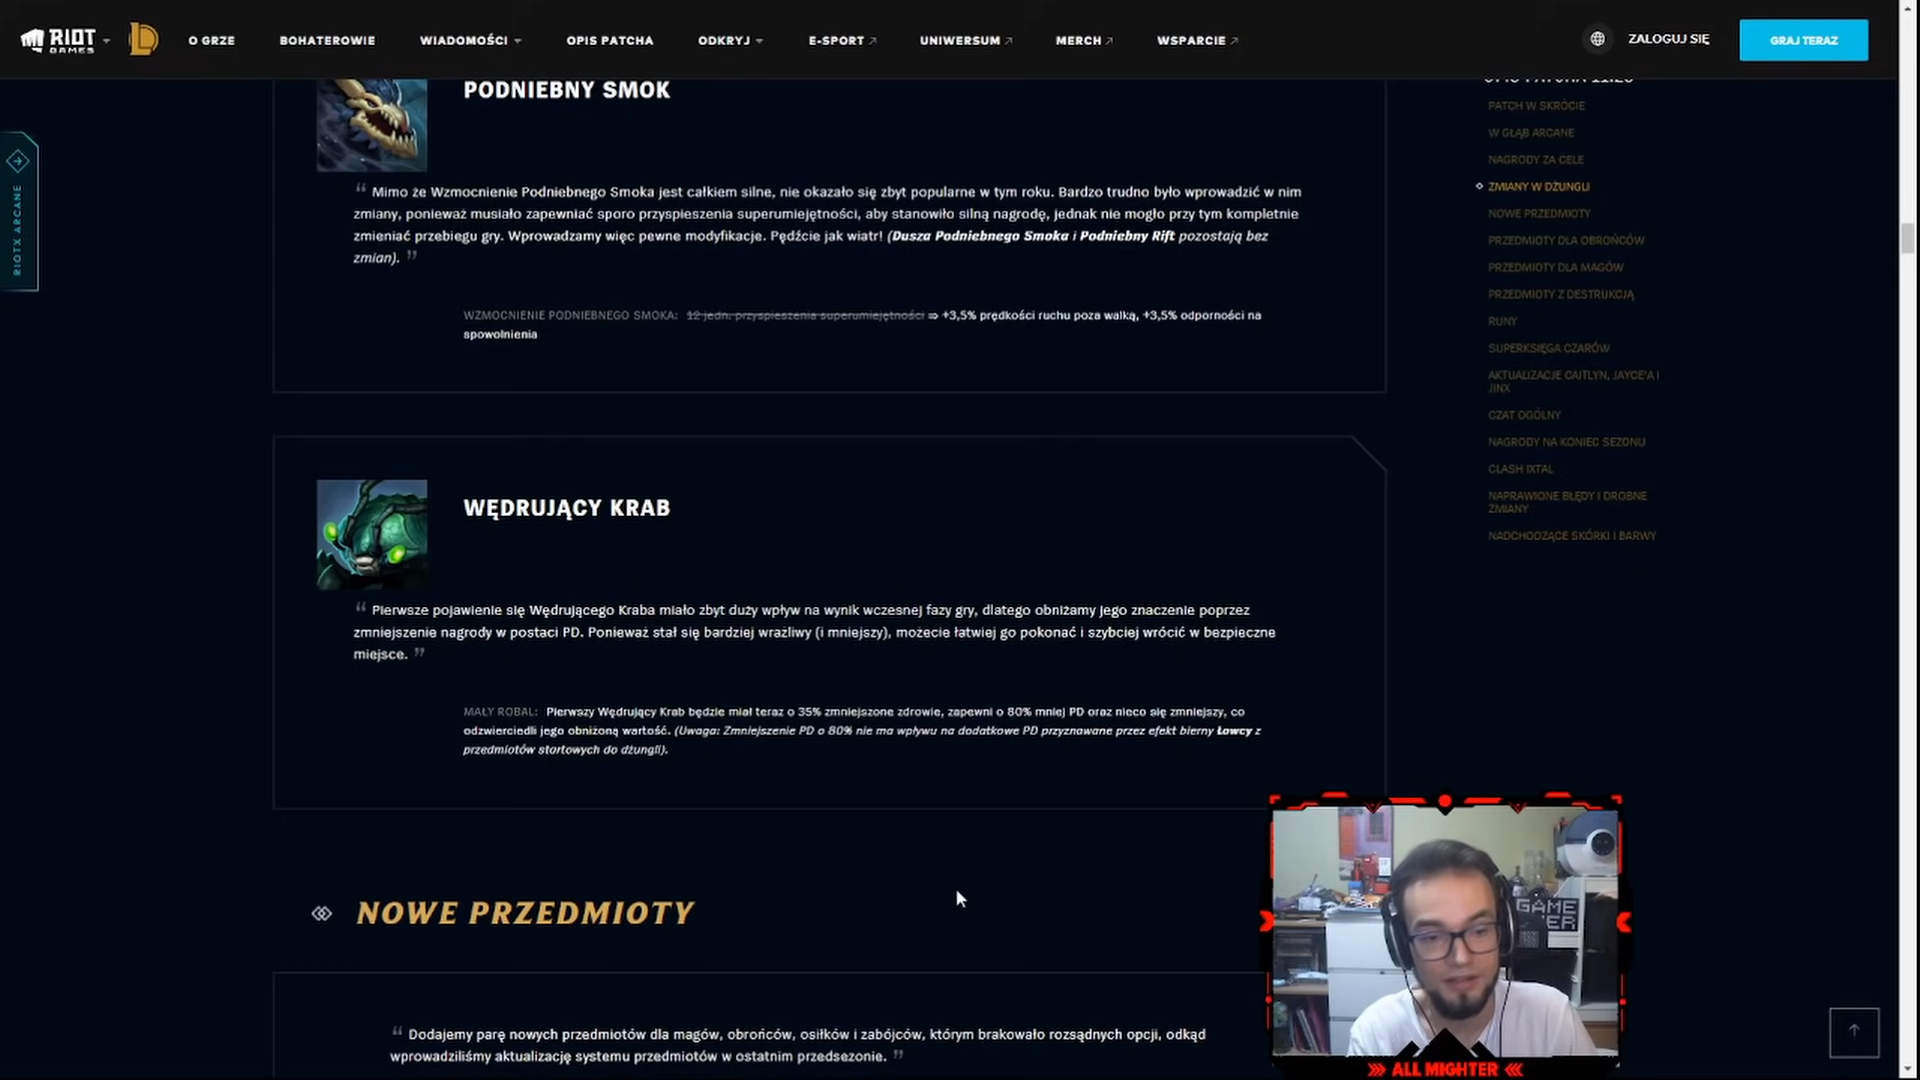 RIOT GAMES
O GRZE
BOHATEROWIE
WIADOMOŚCI
OPIS PATCHA
ODKRYJ
E-SPORT
UNIWERSUM
MERCH
WSPARCIE
ZALOGUJ SIĘ
GRAJ TERAZ
RIOTX ARCANE
PODNIEBNY SMOK
“ Mimo że Wzmocnienie Podniebnego Smoka jest całkiem silne, nie okazało się zbyt popularne w tym roku. Bardzo trudno było wprowadzić w nim
zmiany, ponieważ musiało zapewniać sporo przyspieszenia superumiejętności, aby stanowiło silną nagrodę, jednak nie mogło przy tym kompletnie
zmieniać przebiegu gry. Wprowadzamy więc pewne modyfikacje. Pędźcie jak wiatr! (Dusza Podniebnego Smoka i Podniebny Rift pozostają bez
zmian). ”
WZMOCNIENIE PODNIEBNEGO SMOKA: 12 jedn. przyspieszenia superumiejętności ⇒ +3,5% prędkości ruchu poza walką, +3,5% odporności na
spowolnienia
WĘDRUJĄCY KRAB
“ Pierwsze pojawienie się Wędrującego Kraba miało zbyt duży wpływ na wynik wczesnej fazy gry, dlatego obniżamy jego znaczenie poprzez
zmniejszenie nagrody w postaci PD. Ponieważ stał się bardziej wrażliwy (i mniejszy), możecie łatwiej go pokonać i szybciej wrócić w bezpieczne
miejsce. ”
MAŁY ROBAL: Pierwszy Wędrujący Krab będzie miał teraz o 35% zmniejszone zdrowie, zapewni o 80% mniej PD oraz nieco się zmniejszy, co
odzwierciedli jego obniżoną wartość. (Uwaga: Zmniejszenie PD o 80% nie ma wpływu na dodatkowe PD przyznawane przez efekt bierny Łowcy z
przedmiotów startowych do dżungli).
NOWE PRZEDMIOTY
“ Dodajemy parę nowych przedmiotów dla magów, obrońców, osiłków i zabójców, którym brakowało rozsądnych opcji, odkąd
wprowadziliśmy aktualizację systemu przedmiotów w ostatnim przedsezonie. ”
OPIS PATCHA 11.23
PATCH W SKRÓCIE
W GŁĄB ARCANE
NAGRODY ZA CELE
ZMIANY W DŻUNGLI
NOWE PRZEDMIOTY
PRZEDMIOTY DLA OBROŃCÓW
PRZEDMIOTY DLA MAGÓW
PRZEDMIOTY Z DESTRUKCJĄ
RUNY
SUPERKSIĘGA CZARÓW
AKTUALIZACJE CAITLYN, JAYCE'A I
JINX
CZAT OGÓLNY
NAGRODY NA KONIEC SEZONU
CLASH IXTAL
NAPRAWIONE BŁĘDY I DROBNE
ZMIANY
NADCHODZĄCE SKÓRKI I BARWY
GAME
ALL MIGHTER